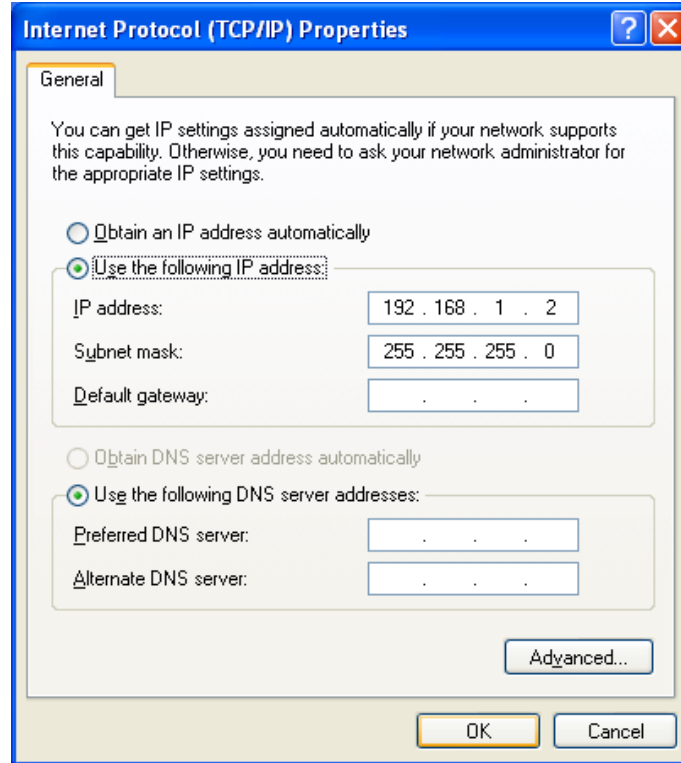 Internet Protocol (TCP/IP) Properties
General
You can get IP settings assigned automatically if your network supports
this capability. Otherwise, you need to ask your network administrator for
the appropriate IP settings.
Obtain an IP address automatically
Use the following IP address:
IP address: 192 . 168 . 1 . 2
Subnet mask: 255 . 255 . 255 . 0
Default gateway: . . .
Obtain DNS server address automatically
Use the following DNS server addresses:
Preferred DNS server: . . .
Alternate DNS server: . . .
Advanced...
OK Cancel